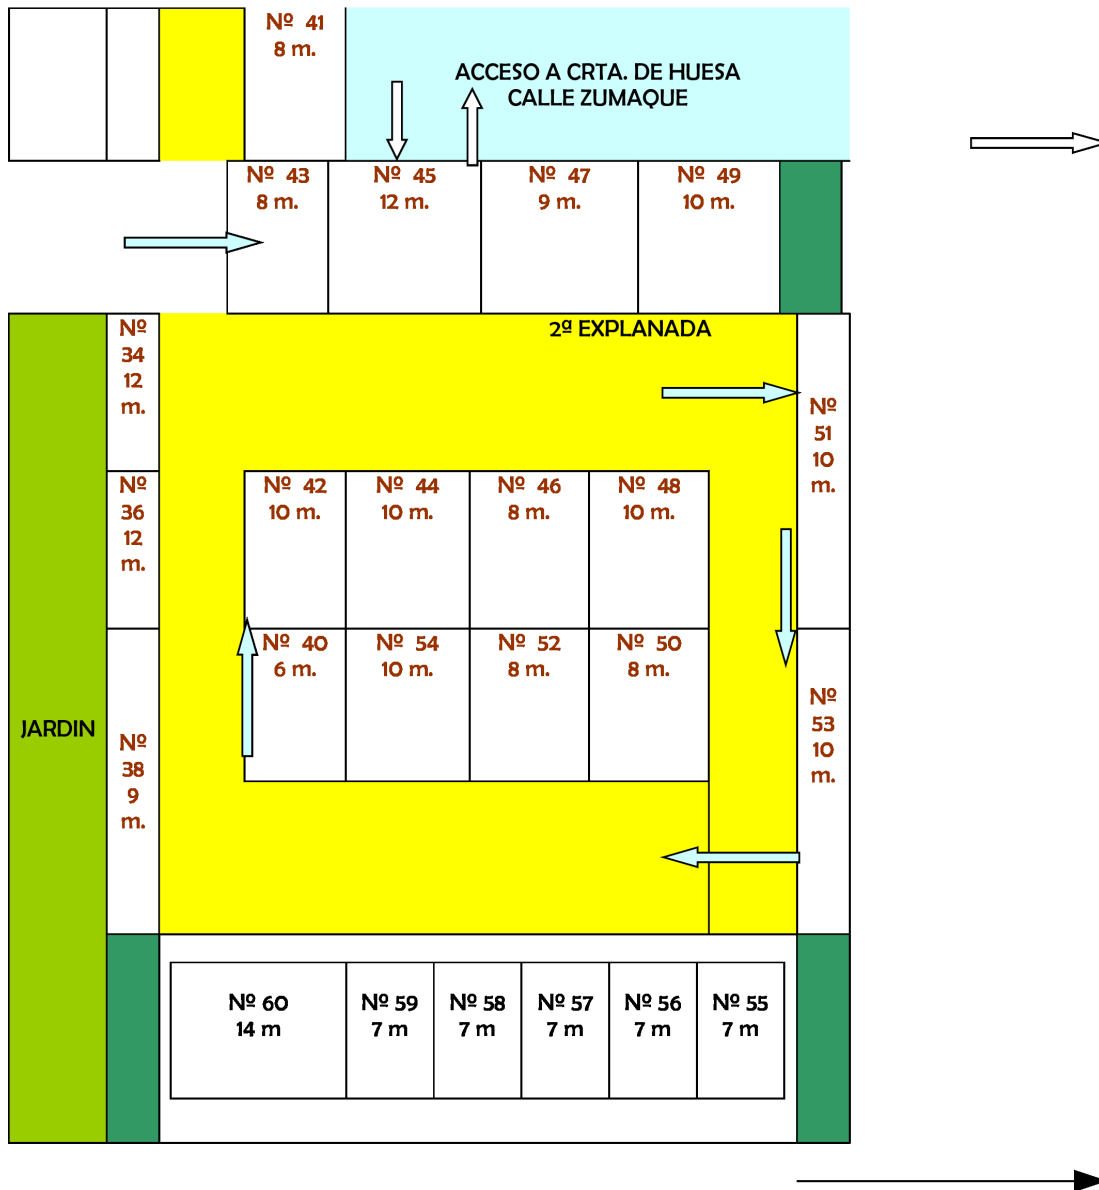 Nº 41
8 m.
ACCESO A CRTA. DE HUESA
CALLE ZUMAQUE
Nº 43
8 m.
Nº 45
12 m.
Nº 47
9 m.
Nº 49
10 m.
2ª EXPLANADA
Nº
34
12
m.
Nº
51
10
m.
Nº
36
12
m.
Nº 42
10 m.
Nº 44
10 m.
Nº 46
8 m.
Nº 48
10 m.
Nº 40
6 m.
Nº 54
10 m.
Nº 52
8 m.
Nº 50
8 m.
JARDIN
Nº
38
9
m.
Nº
53
10
m.
Nº 60
14 m
Nº 59
7 m
Nº 58
7 m
Nº 57
7 m
Nº 56
7 m
Nº 55
7 m